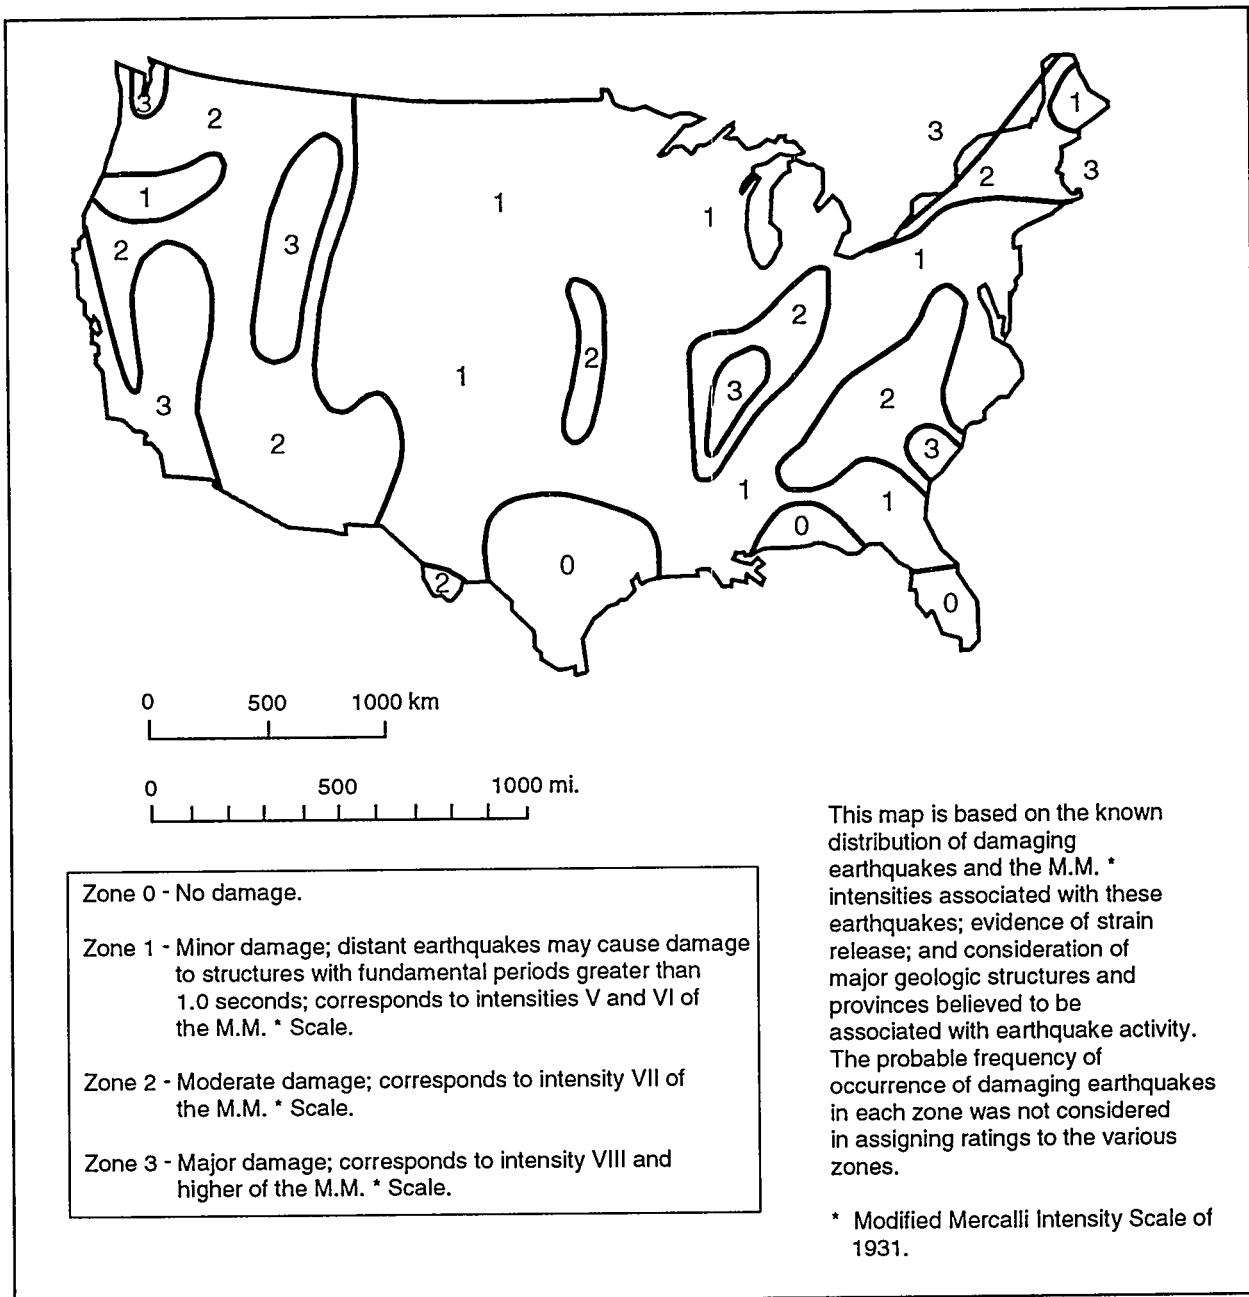 3
2
1
3
3
1
2
3
1
1
2
3
1
2
2
1
2
3
3
2
2
3
1
1
0
0
2
0
0 500 1000 km
0 500 1000 mi.
This map is based on the known
distribution of damaging
earthquakes and the M.M. *
intensities associated with these
earthquakes; evidence of strain
release; and consideration of
major geologic structures and
provinces believed to be
associated with earthquake activity.
The probable frequency of
occurrence of damaging earthquakes
in each zone was not considered
in assigning ratings to the various
zones.
* Modified Mercalli Intensity Scale of
1931.
Zone 0 - No damage.
Zone 1 - Minor damage; distant earthquakes may cause damage
to structures with fundamental periods greater than
1.0 seconds; corresponds to intensities V and VI of
the M.M. * Scale.
Zone 2 - Moderate damage; corresponds to intensity VII of
the M.M. * Scale.
Zone 3 - Major damage; corresponds to intensity VIII and
higher of the M.M. * Scale.